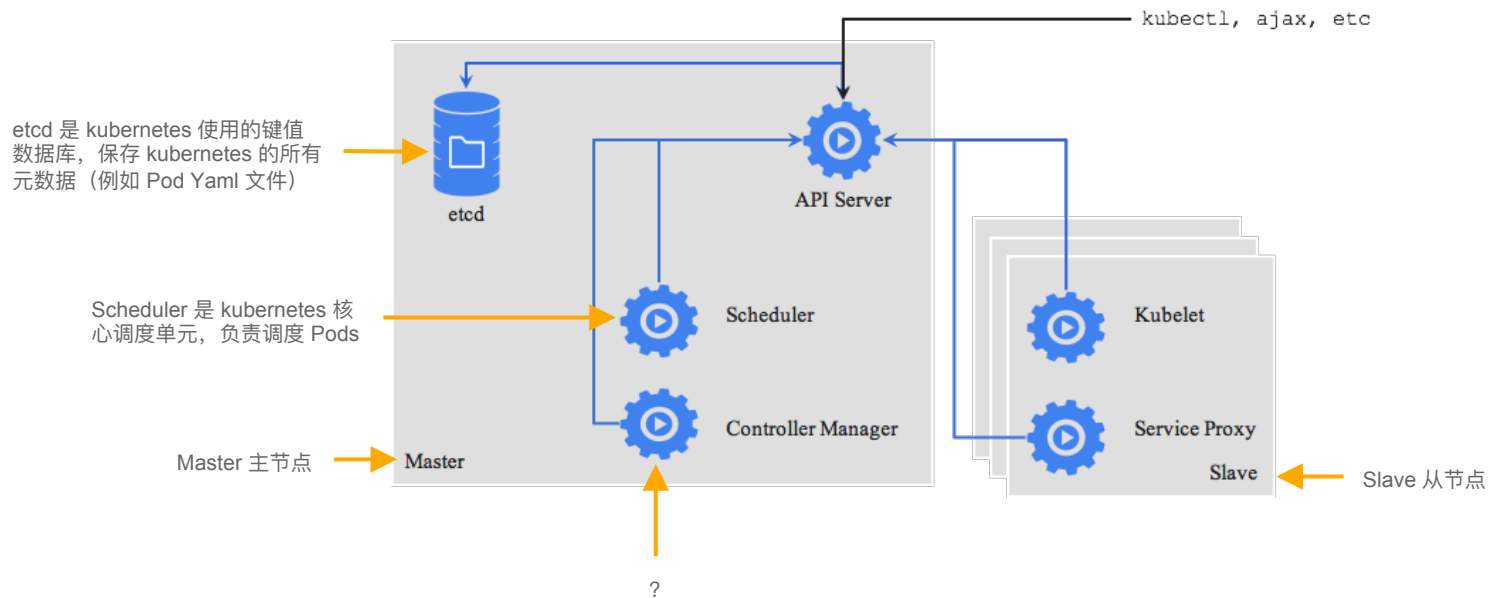 kubectl, ajax, etc
etcd 是 kubernetes 使用的键值
数据库，保存 kubernetes 的所有
元数据（例如 Pod Yaml 文件）
etcd
API Server
Scheduler 是 kubernetes 核
心调度单元，负责调度 Pods
Scheduler
Kubelet
Controller Manager
Service Proxy
Master 主节点
Master
Slave
Slave 从节点
？